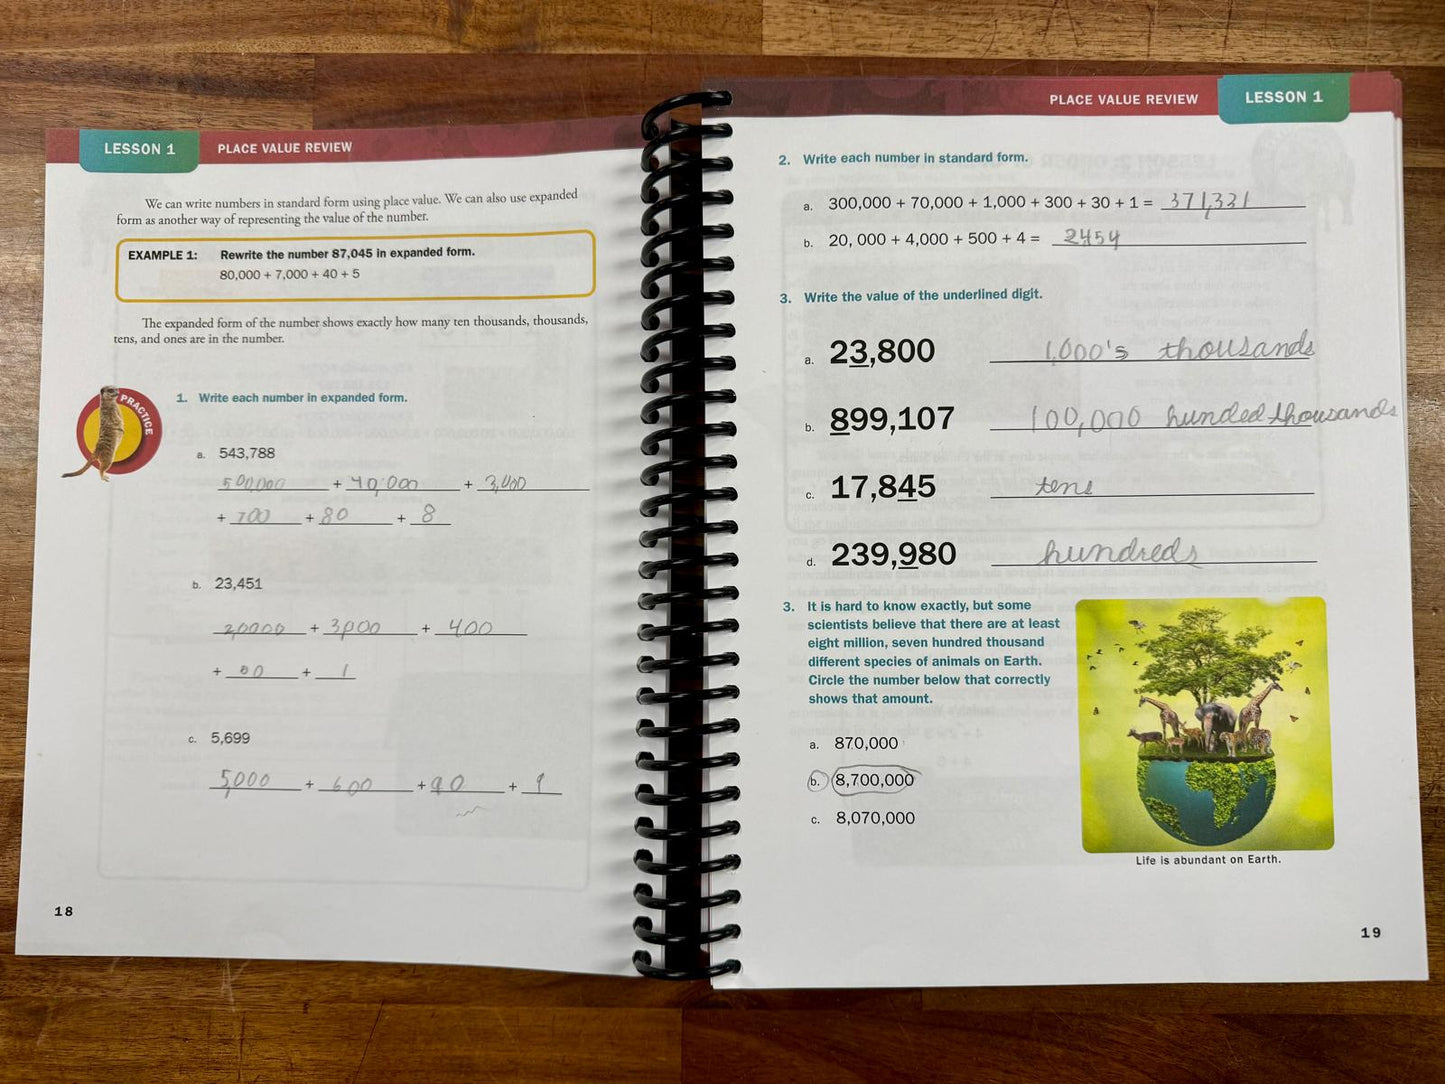 LESSON 1 PLACE VALUE REVIEW
We can write numbers in standard form using place value. We can also use expanded
form as another way of representing the value of the number.
EXAMPLE 1: Rewrite the number 87,045 in expanded form.
80,000 + 7,000 + 40 + 5
The expanded form of the number shows exactly how many ten thousands, thousands,
tens, and ones are in the number.
PRACTICE
1. Write each number in expanded form.
a. 543,788
500,000 + 40,000 + 3,000
+ 700 + 80 + 8
b. 23,451
20000 + 3000 + 400
+ 1
c. 5,699
5,000 + 600 + 90 + 9
18
PLACE VALUE REVIEW LESSON 1
2. Write each number in standard form.
a. 300,000 + 70,000 + 1,000 + 300 + 30 + 1 = 371,331
b. 20, 000 + 4,000 + 500 + 4 = 2454
3. Write the value of the underlined digit.
a. 23,800 1,000's thousands
b. 899,107 100,000 hunded thousands
c. 17,845 tens
d. 239,980 hundreds
3. It is hard to know exactly, but some
scientists believe that there are at least
eight million, seven hundred thousand
different species of animals on Earth.
Circle the number below that correctly
shows that amount.
a. 870,000
b. 8,700,000
c. 8,070,000
Life is abundant on Earth.
19